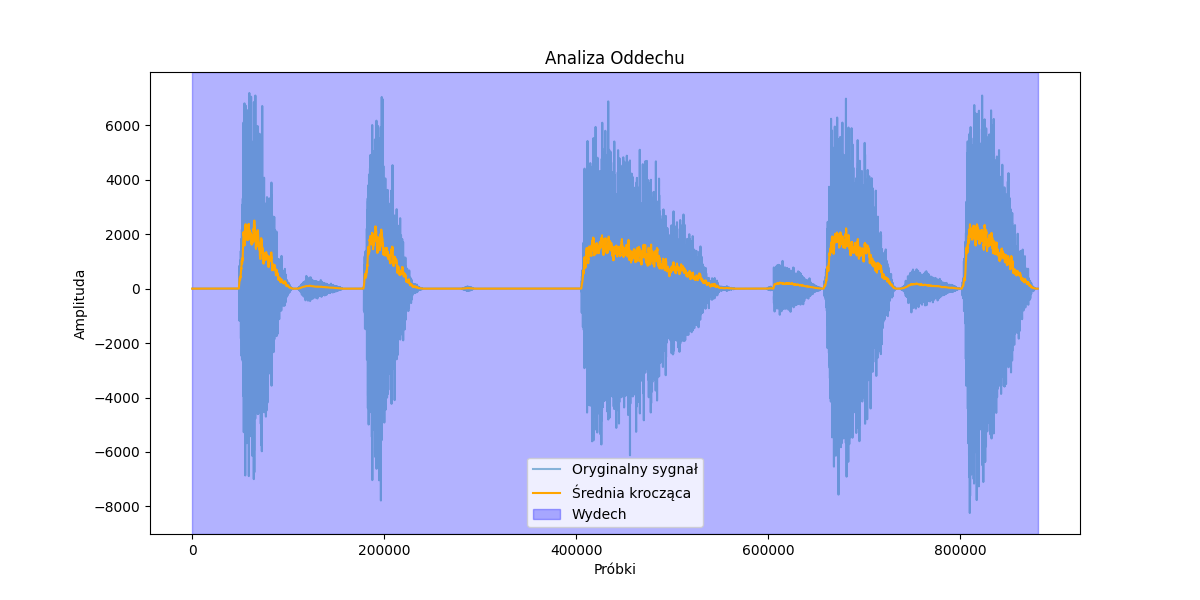 Analiza Oddechu
Amplituda
6000
4000
2000
0
−2000
−4000
−6000
−8000
Oryginalny sygnał
Średnia krocząca
Wydech
0 200000 400000 600000 800000
Próbki